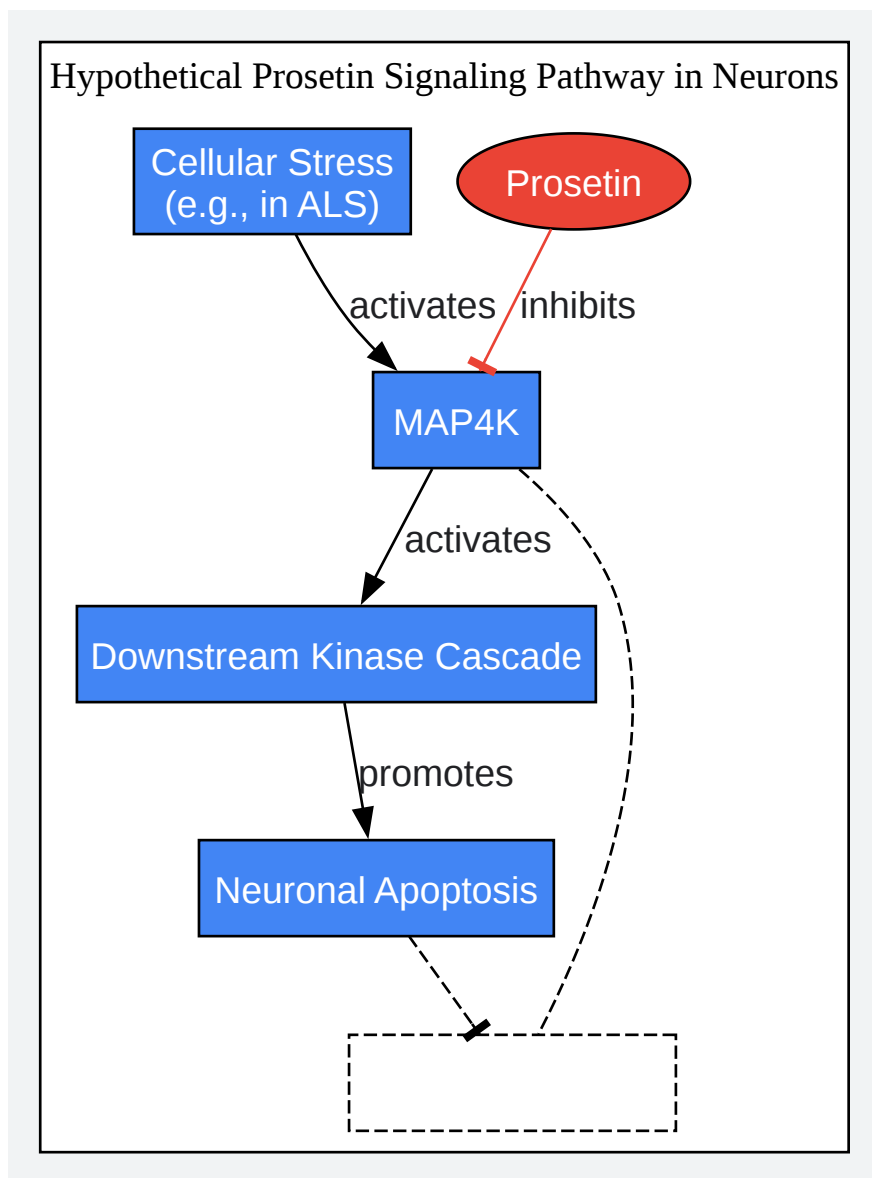 Hypothetical Prosetin Signaling Pathway in Neurons
Cellular Stress
(e.g., in ALS)
Prosetin
activates
inhibits
MAP4K
activates
Downstream Kinase Cascade
promotes
Neuronal Apoptosis